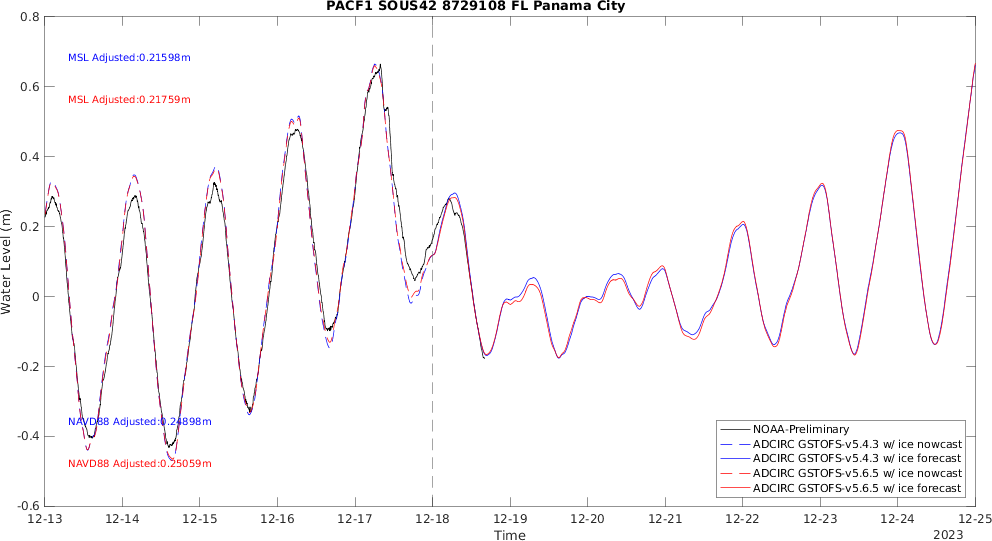 PACF1 SOUS42 8729108 FL Panama City
0.8
0.6
0.4
0.2
0
-0.2
-0.4
-0.6
Water Level (m)
MSL Adjusted:0.21598m
MSL Adjusted:0.21759m
NAVD88 Adjusted:0.24898m
NAVD88 Adjusted:0.25059m
NOAA-Preliminary
ADCIRC GSTOFS-v5.4.3 w/ ice nowcast
ADCIRC GSTOFS-v5.4.3 w/ ice forecast
ADCIRC GSTOFS-v5.6.5 w/ ice nowcast
ADCIRC GSTOFS-v5.6.5 w/ ice forecast
12-13 12-14 12-15 12-16 12-17 12-18 12-19 12-20 12-21 12-22 12-23 12-24 12-25
Time
2023